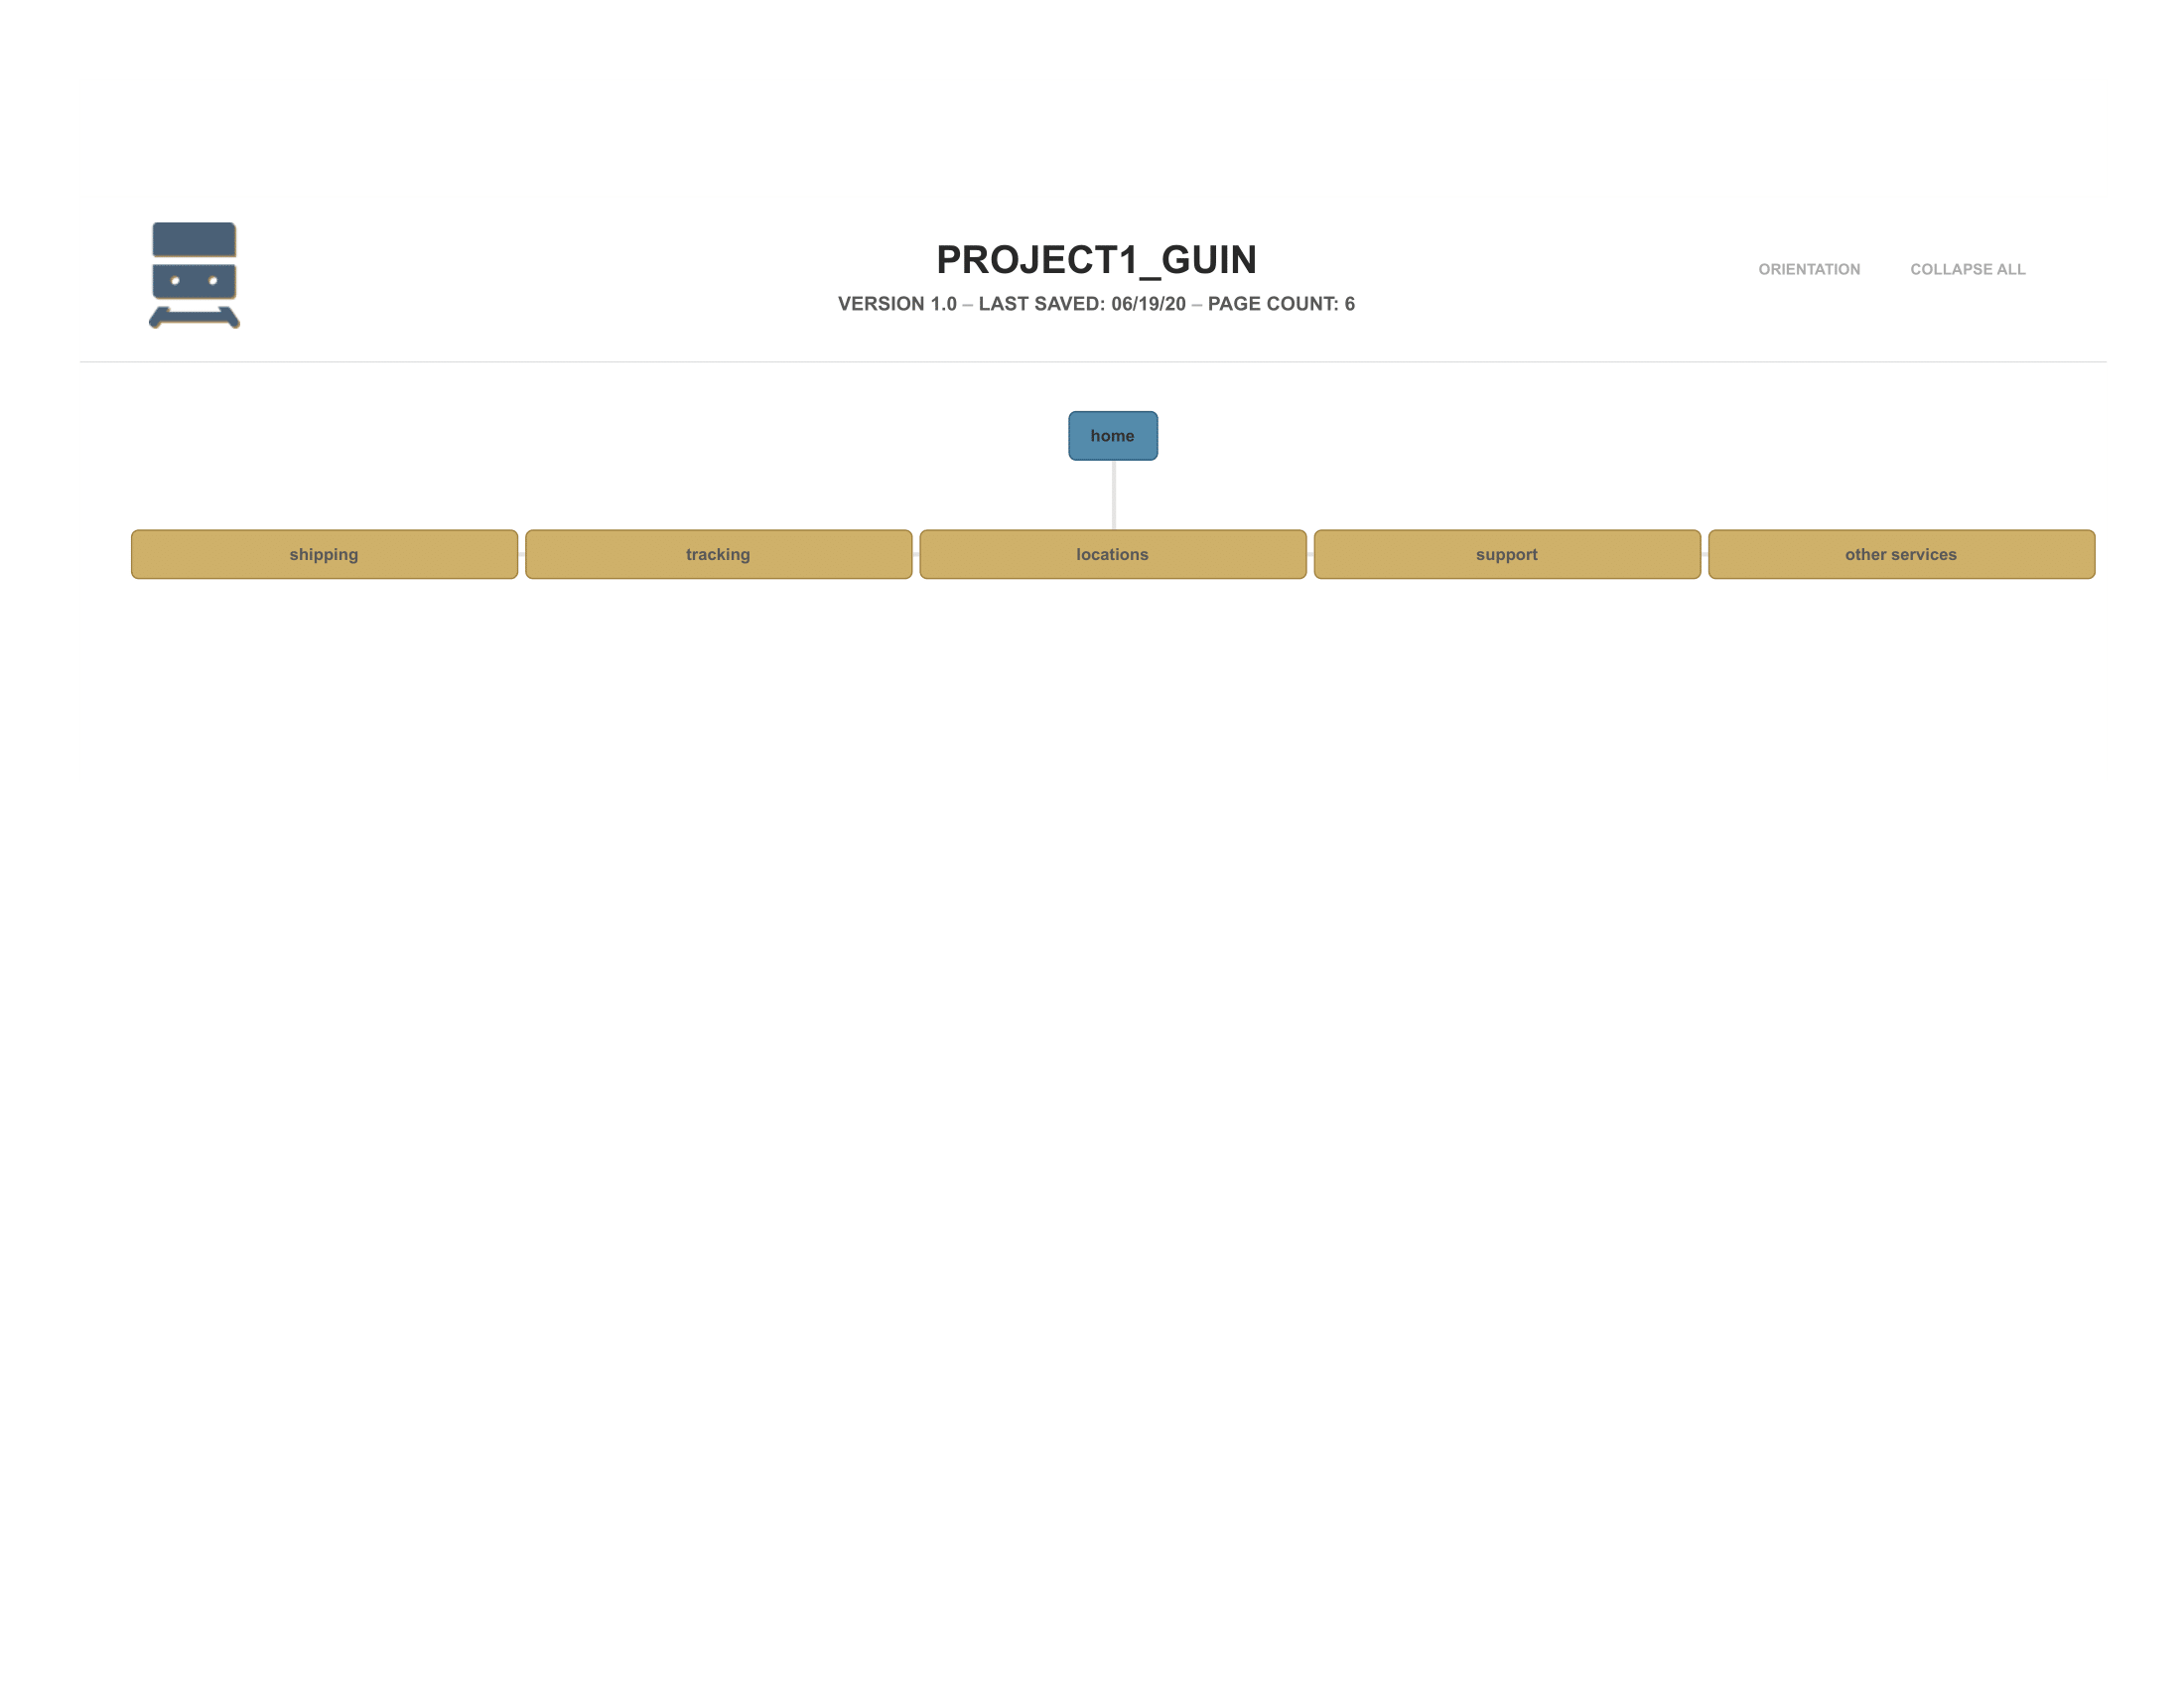 PROJECT1_GUIN
VERSION 1.0 – LAST SAVED: 06/19/20 – PAGE COUNT: 6
ORIENTATION COLLAPSE ALL
home
shipping tracking locations support other services